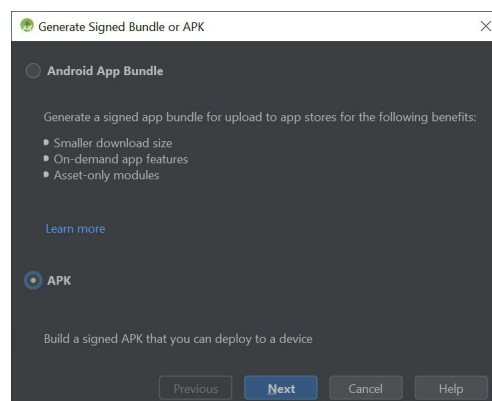 Generate Signed Bundle or APK
Android App Bundle
Generate a signed app bundle for upload to app stores for the following benefits:
Smaller download size
On-demand app features
Asset-only modules
Learn more
APK
Build a signed APK that you can deploy to a device
Previous Next Cancel Help